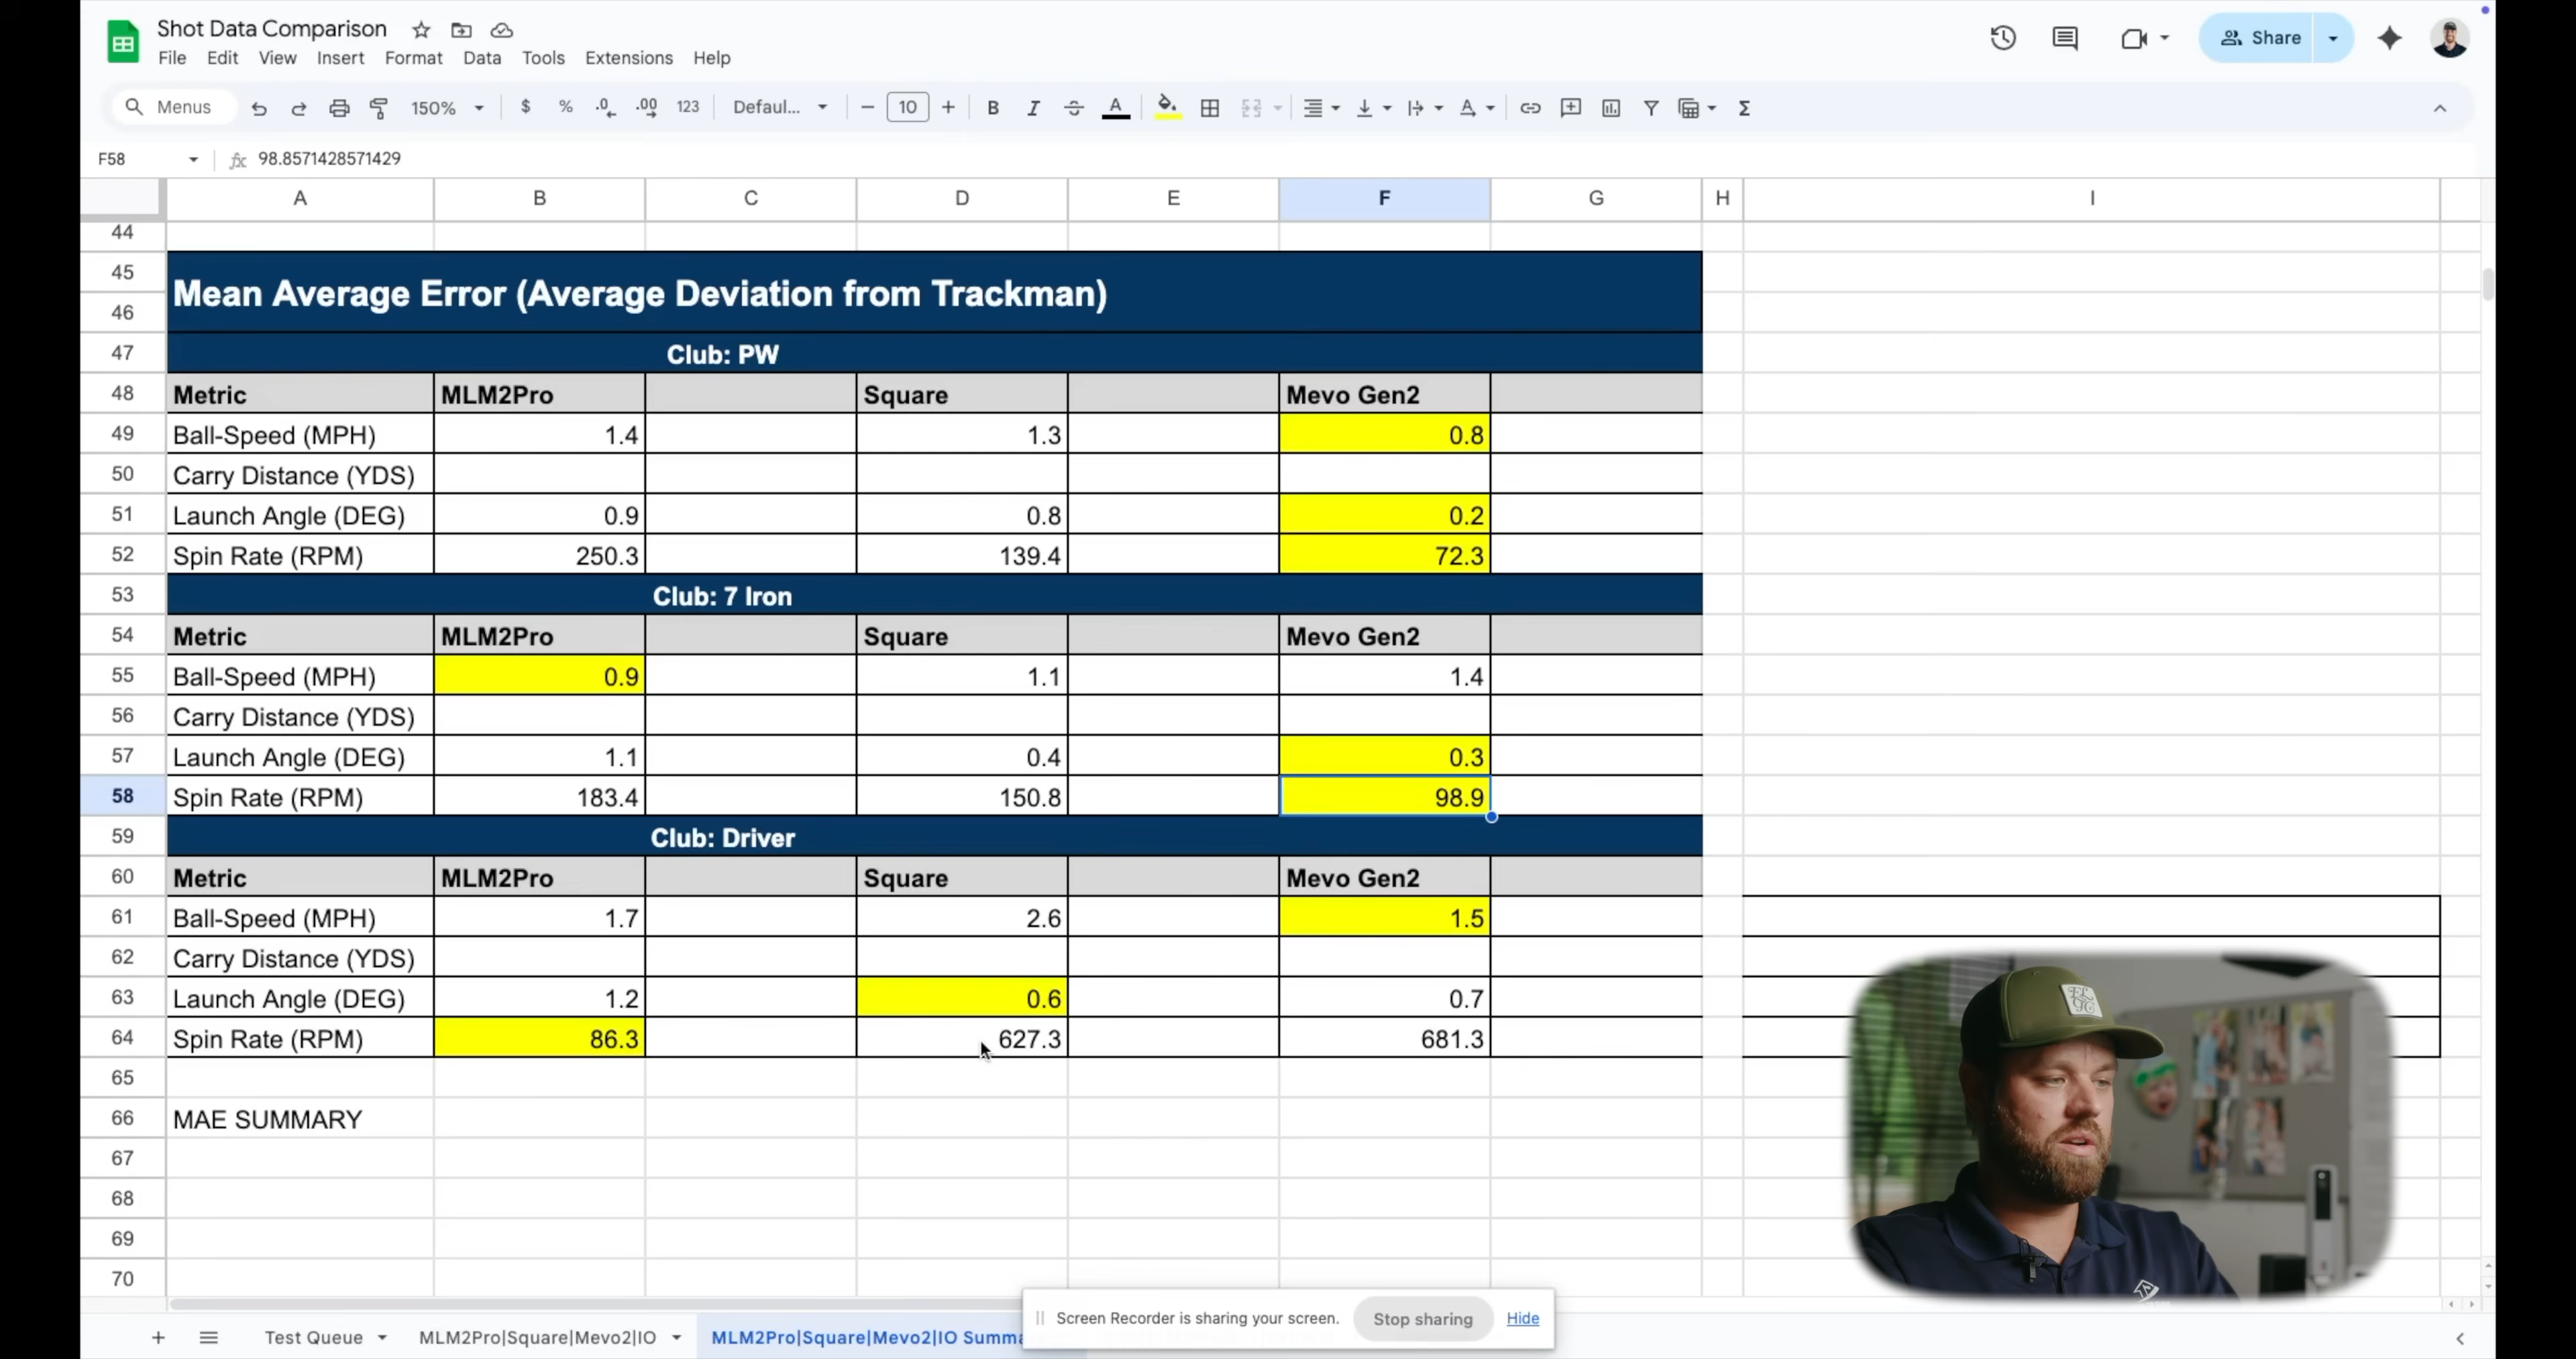 Shot Data Comparison
File Edit View Insert Format Data Tools Extensions Help
Share
Menus 150% $ % .0 .00 123 Defaul... 10 B I A Σ
F58 fx 98.8571428571429
A B C D E F G H I
44
45 Mean Average Error (Average Deviation from Trackman)
46
47 Club: PW
48 Metric MLM2Pro Square Mevo Gen2
49 Ball-Speed (MPH) 1.4 1.3 0.8
50 Carry Distance (YDS)
51 Launch Angle (DEG) 0.9 0.8 0.2
52 Spin Rate (RPM) 250.3 139.4 72.3
53 Club: 7 Iron
54 Metric MLM2Pro Square Mevo Gen2
55 Ball-Speed (MPH) 0.9 1.1 1.4
56 Carry Distance (YDS)
57 Launch Angle (DEG) 1.1 0.4 0.3
58 Spin Rate (RPM) 183.4 150.8 98.9
59 Club: Driver
60 Metric MLM2Pro Square Mevo Gen2
61 Ball-Speed (MPH) 1.7 2.6 1.5
62 Carry Distance (YDS)
63 Launch Angle (DEG) 1.2 0.6 0.7
64 Spin Rate (RPM) 86.3 627.3 681.3
65
66 MAE SUMMARY
67
68
69
70
Screen Recorder is sharing your screen. Stop sharing Hide
Test Queue MLM2Pro|Square|Mevo2|IO MLM2Pro|Square|Mevo2|IO Summa